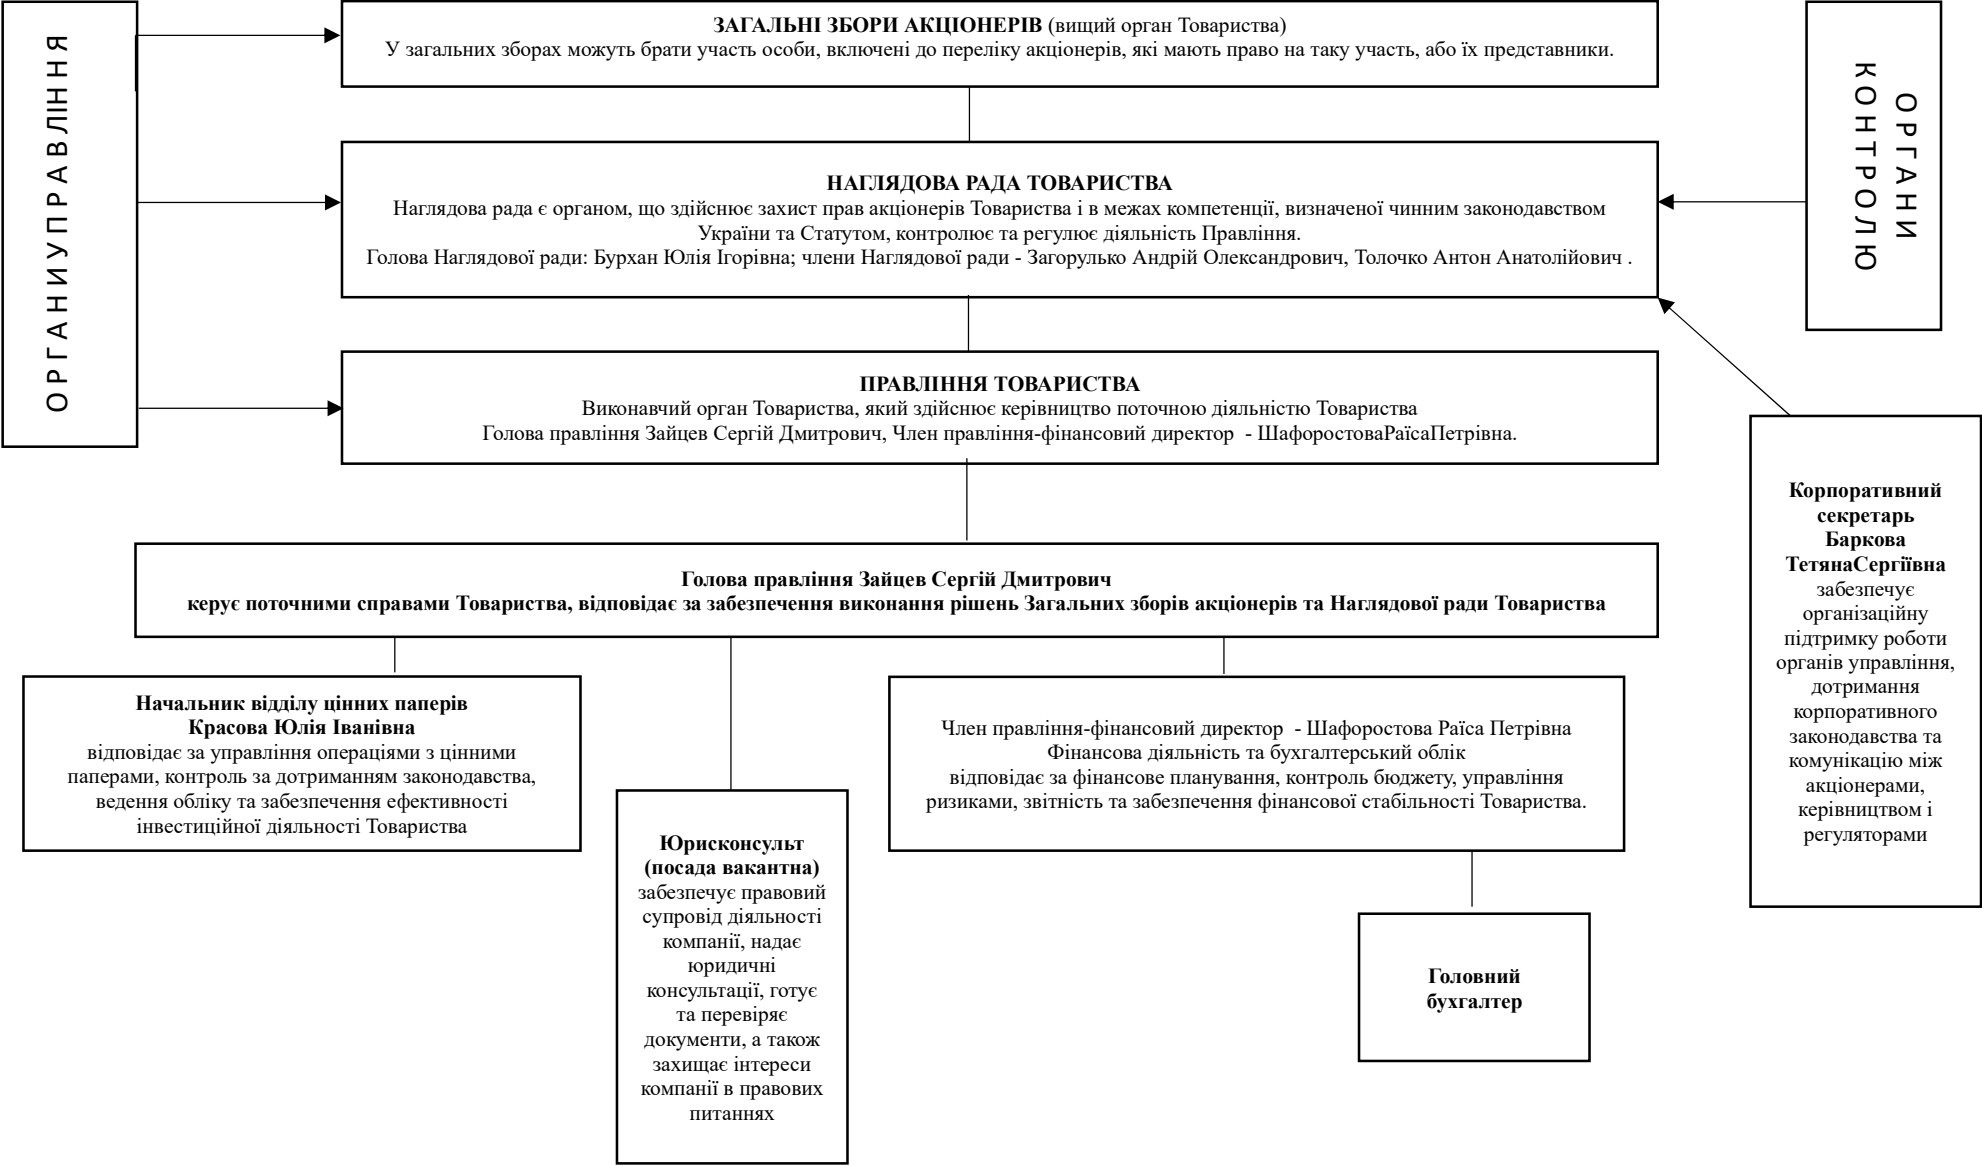 О Р Г А Н И У П Р А В Л І Н Н Я
ЗАГАЛЬНІ ЗБОРИ АКЦІОНЕРІВ (вищий орган Товариства)
У загальних зборах можуть брати участь особи, включені до переліку акціонерів, які мають право на таку участь, або їх представники.
О Р Г А Н И
К О Н Т Р О Л Ю
НАГЛЯДОВА РАДА ТОВАРИСТВА
Наглядова рада є органом, що здійснює захист прав акціонерів Товариства і в межах компетенції, визначеної чинним законодавством
України та Статутом, контролює та регулює діяльність Правління.
Голова Наглядової ради: Бурхан Юлія Ігорівна; члени Наглядової ради - Загорулько Андрій Олександрович, Толочко Антон Анатолійович .
ПРАВЛІННЯ ТОВАРИСТВА
Виконавчий орган Товариства, який здійснює керівництво поточною діяльністю Товариства
Голова правління Зайцев Сергій Дмитрович, Член правління-фінансовий директор - ШафоростоваРаїсаПетрівна.
Голова правління Зайцев Сергій Дмитрович
керує поточними справами Товариства, відповідає за забезпечення виконання рішень Загальних зборів акціонерів та Наглядової ради Товариства
Корпоративний
секретарь
Баркова
ТетянаСергіївна
забезпечує
організаційну
підтримку роботи
органів управління,
дотримання
корпоративного
законодавства та
комунікацію між
акціонерами,
керівництвом і
регуляторами
Начальник відділу цінних паперів
Красова Юлія Іванівна
відповідає за управління операціями з цінними
паперами, контроль за дотриманням законодавства,
ведення обліку та забезпечення ефективності
інвестиційної діяльності Товариства
Юрисконсульт
(посада вакантна)
забезпечує правовий
супровід діяльності
компанії, надає
юридичні
консультації, готує
та перевіряє
документи, а також
захищає інтереси
компанії в правових
питаннях
Член правління-фінансовий директор - Шафоростова Раїса Петрівна
Фінансова діяльність та бухгалтерський облік
відповідає за фінансове планування, контроль бюджету, управління
ризиками, звітність та забезпечення фінансової стабільності Товариства.
Головний
бухгалтер